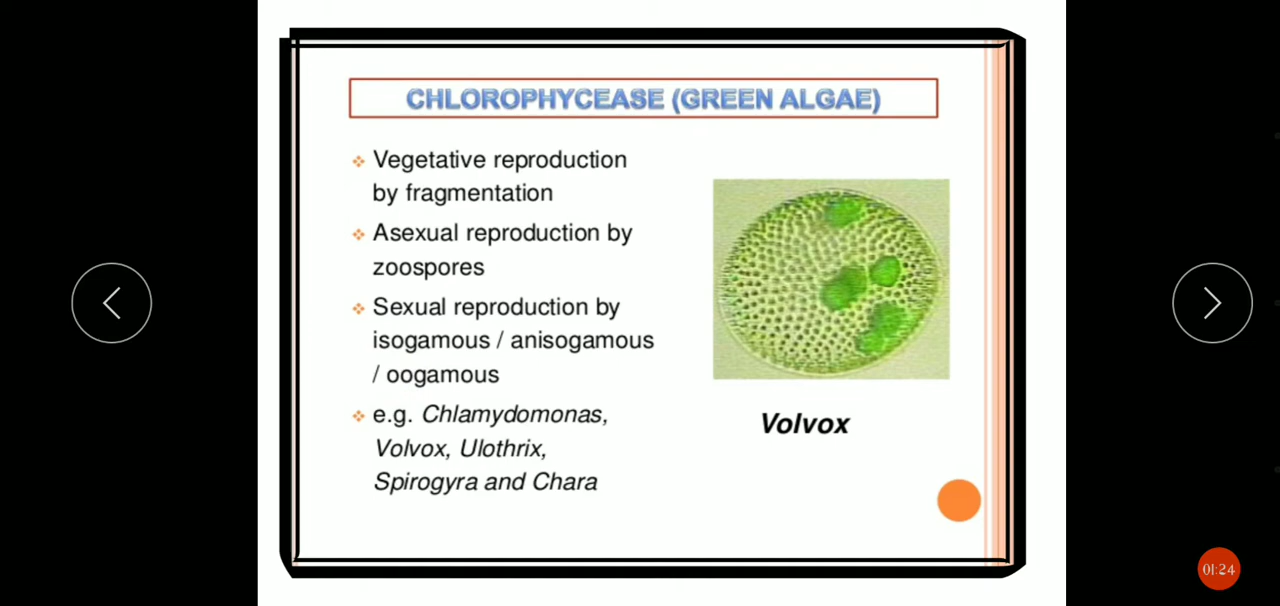 CHLOROPHYCEASE (GREEN ALGAE)
Vegetative reproduction
by fragmentation
Asexual reproduction by
zoospores
Sexual reproduction by
isogamous / anisogamous
/ oogamous
e.g. Chlamydomonas,
Volvox, Ulothrix,
Spirogyra and Chara
Volvox
01:24